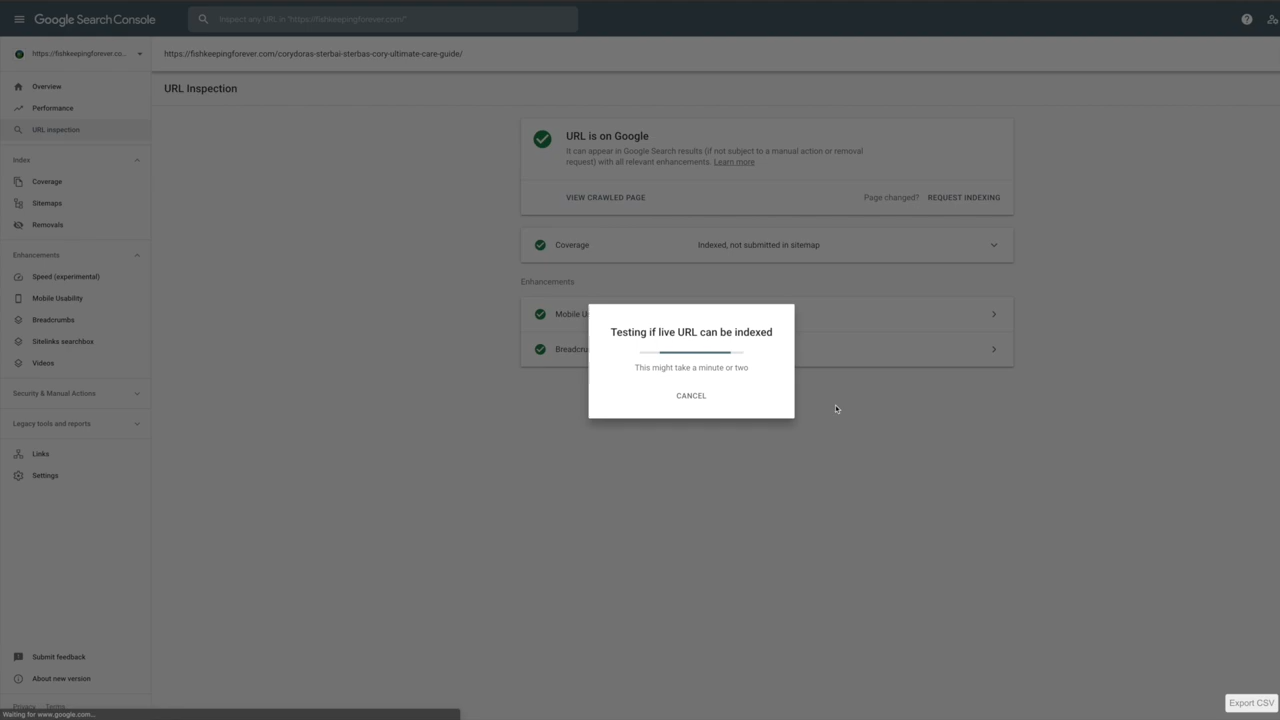 Google Search Console
Inspect any URL in "https://fishkeepingforever.com/"
https://fishkeepingforever.co...
https://fishkeepingforever.com/corydoras-sterbai-sterbas-cory-ultimate-care-guide/
Overview
Performance
URL inspection
Index
Coverage
Sitemaps
Removals
Enhancements
Speed (experimental)
Mobile Usability
Breadcrumbs
Sitelinks searchbox
Videos
Security & Manual Actions
Legacy tools and reports
Links
Settings
Submit feedback
About new version
Privacy Terms
Waiting for www.google.com...
URL Inspection
URL is on Google
It can appear in Google Search results (if not subject to a manual action or removal
request) with all relevant enhancements. Learn more
VIEW CRAWLED PAGE
Page changed? REQUEST INDEXING
Coverage
Indexed, not submitted in sitemap
Enhancements
Mobile Us
Breadcru
Testing if live URL can be indexed
This might take a minute or two
CANCEL
Export CSV